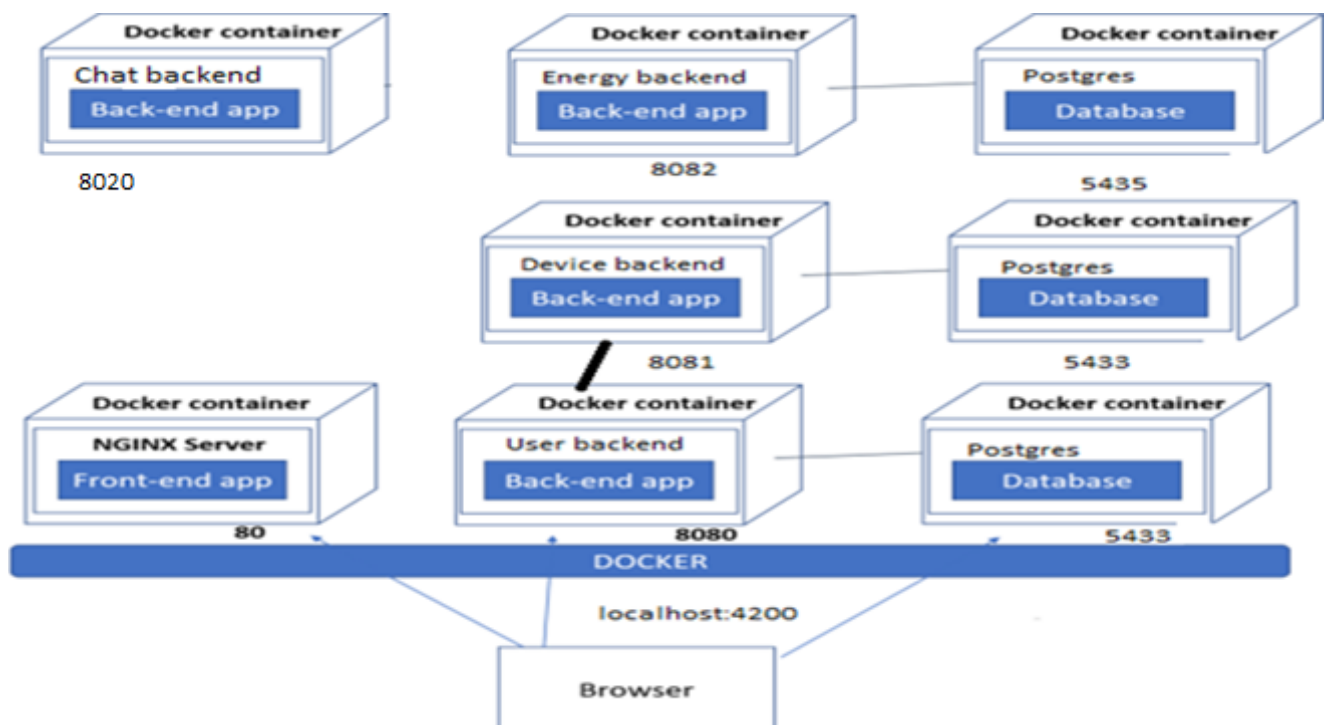 Docker container
Chat backend
Back-end app
8020
Docker container
Energy backend
Back-end app
8082
Docker container
Postgres
Database
5435
Docker container
Device backend
Back-end app
8081
Docker container
Postgres
Database
5433
Docker container
NGINX Server
Front-end app
80
Docker container
User backend
Back-end app
8080
Docker container
Postgres
Database
5433
DOCKER
localhost:4200
Browser